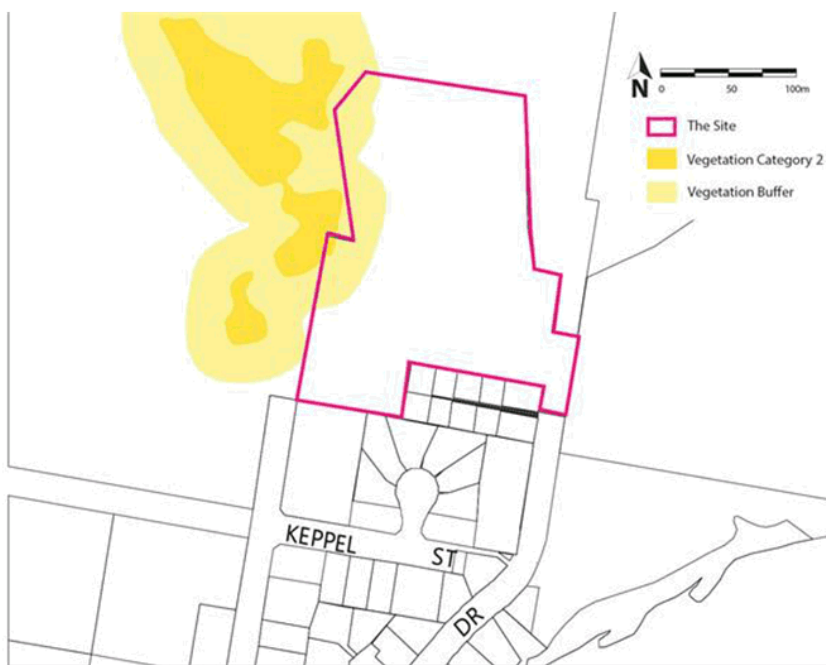 N
0 50 100m
The Site
Vegetation Category 2
Vegetation Buffer
KEPPEL ST
DR